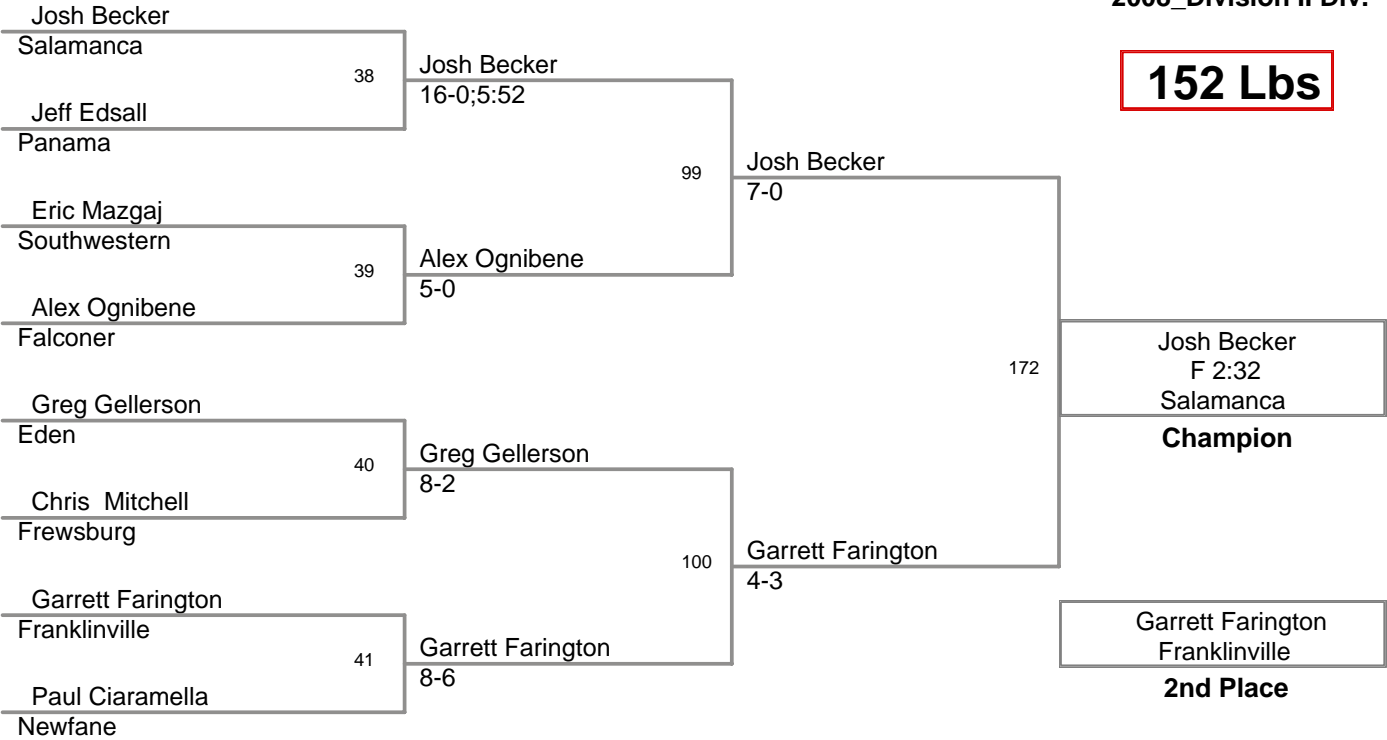 2008_Division II Div.
152 Lbs
Josh Becker
Salamanca
38
Jeff Edsall
Panama
Josh Becker
16-0;5:52
Eric Mazgaj
Southwestern
39
Alex Ognibene
Falconer
Alex Ognibene
5-0
99
Josh Becker
7-0
Greg Gellerson
Eden
40
Chris Mitchell
Frewsburg
Greg Gellerson
8-2
Garrett Farington
Franklinville
41
Paul Ciaramella
Newfane
Garrett Farington
8-6
100
Garrett Farington
4-3
172
Josh Becker
F 2:32
Salamanca
Champion
Garrett Farington
Franklinville
2nd Place